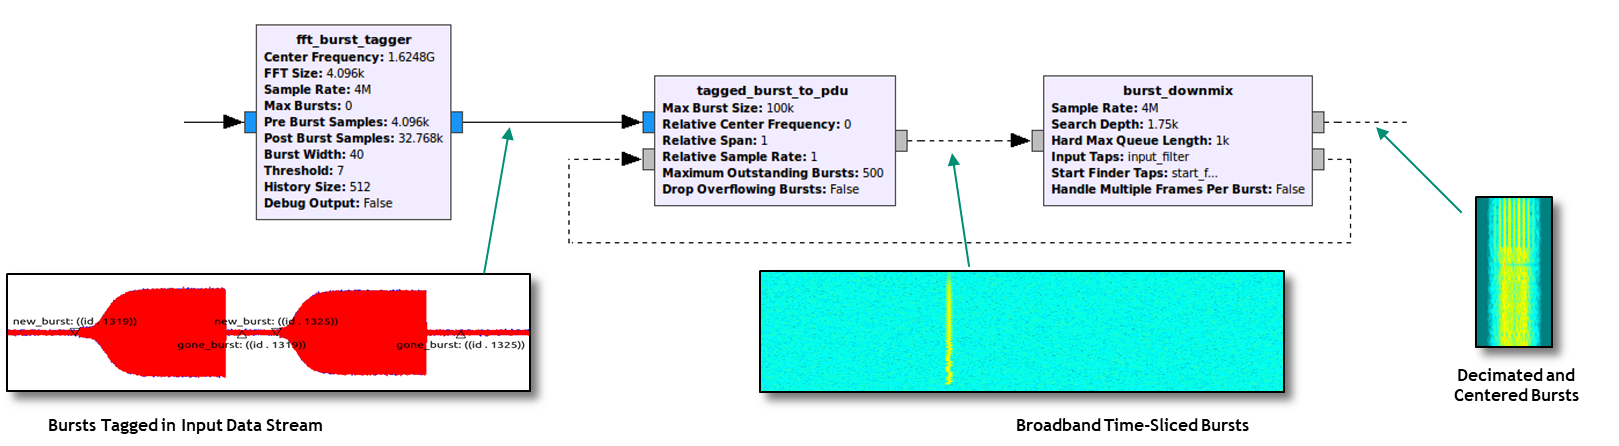 fft_burst_tagger
Center Frequency: 1.6248G
FFT Size: 4.096k
Sample Rate: 4M
Max Bursts: 0
Pre Burst Samples: 4.096k
Post Burst Samples: 32.768k
Burst Width: 40
Threshold: 7
History Size: 512
Debug Output: False
tagged_burst_to_pdu
Max Burst Size: 100k
Relative Center Frequency: 0
Relative Span: 1
Relative Sample Rate: 1
Maximum Outstanding Bursts: 500
Drop Overflowing Bursts: False
burst_downmix
Sample Rate: 4M
Search Depth: 1.75k
Hard Max Queue Length: 1k
Input Taps: input_filter
Start Finder Taps: start_f...
Handle Multiple Frames Per Burst: False
new_burst: ((id . 1319))
new_burst: ((id . 1325))
gone_burst: ((id . 1319))
gone_burst: ((id . 1325))
Bursts Tagged in Input Data Stream
Broadband Time-Sliced Bursts
Decimated and
Centered Bursts